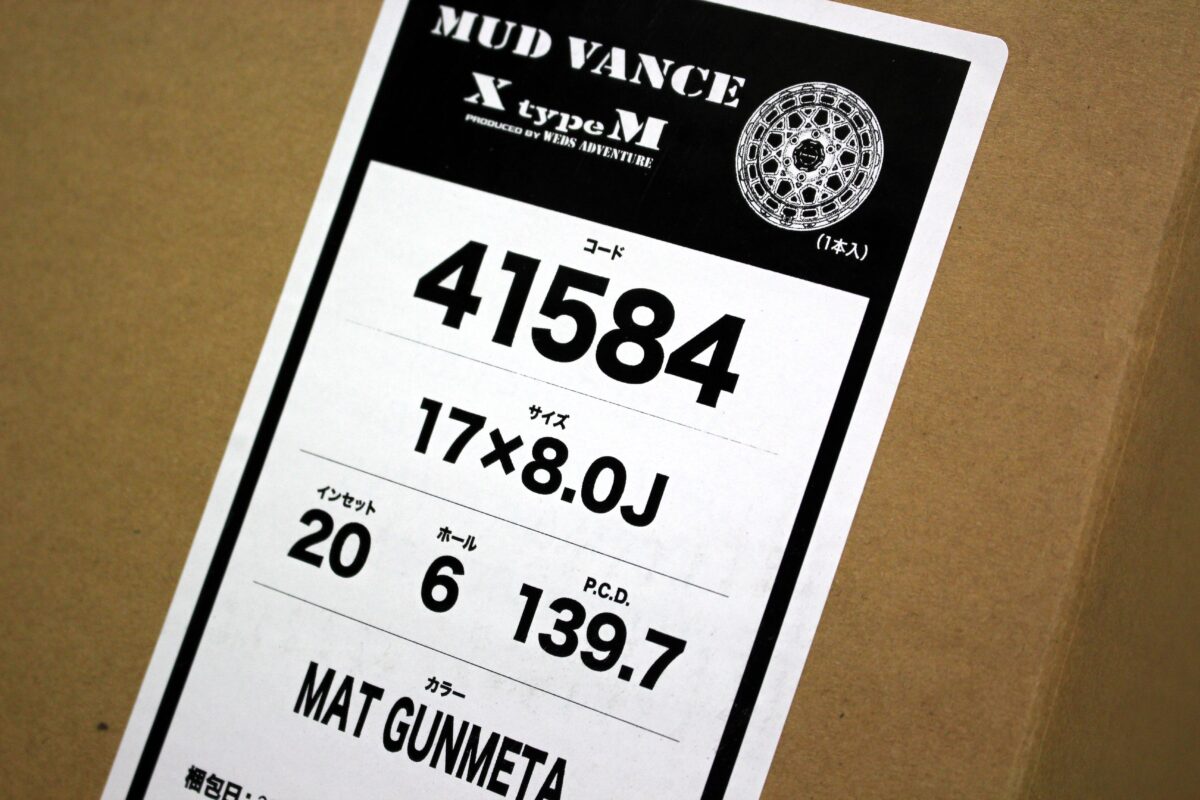 MUD VANCE
X type M
PRODUCED BY WEDS ADVENTURE
(1本入)
コード
41584
サイズ
17×8.0J
インセット ホール P.C.D.
20 6 139.7
カラー
MAT GUNMETA
梱包日: